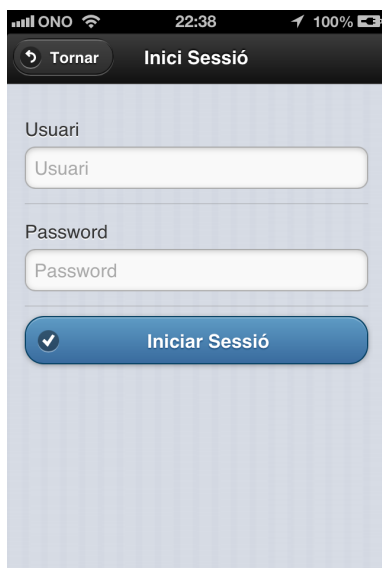 ONO 22:38 100%
Tornar Inici Sessió
Usuari
Usuari
Password
Password
Iniciar Sessió